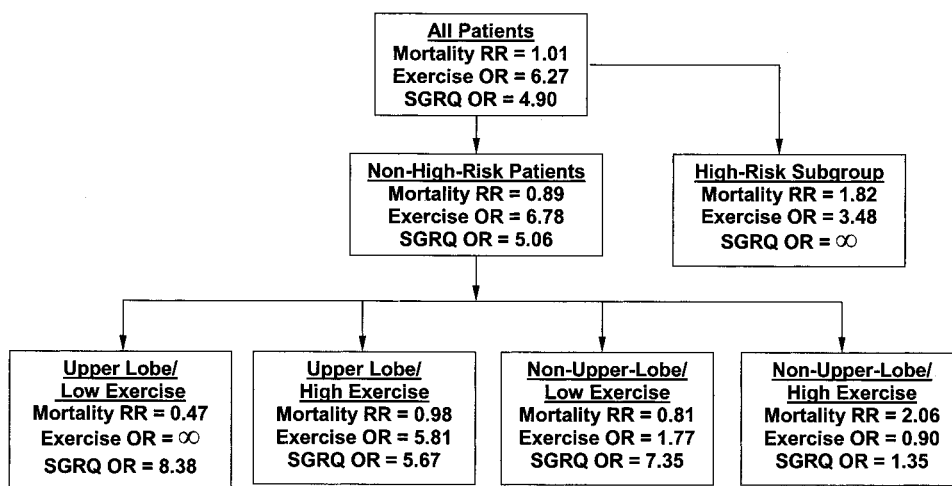 All Patients
Mortality RR = 1.01
Exercise OR = 6.27
SGRQ OR = 4.90
Non-High-Risk Patients
Mortality RR = 0.89
Exercise OR = 6.78
SGRQ OR = 5.06
High-Risk Subgroup
Mortality RR = 1.82
Exercise OR = 3.48
SGRQ OR = ∞
Upper Lobe/
Low Exercise
Mortality RR = 0.47
Exercise OR = ∞
SGRQ OR = 8.38
Upper Lobe/
High Exercise
Mortality RR = 0.98
Exercise OR = 5.81
SGRQ OR = 5.67
Non-Upper-Lobe/
Low Exercise
Mortality RR = 0.81
Exercise OR = 1.77
SGRQ OR = 7.35
Non-Upper-Lobe/
High Exercise
Mortality RR = 2.06
Exercise OR = 0.90
SGRQ OR = 1.35